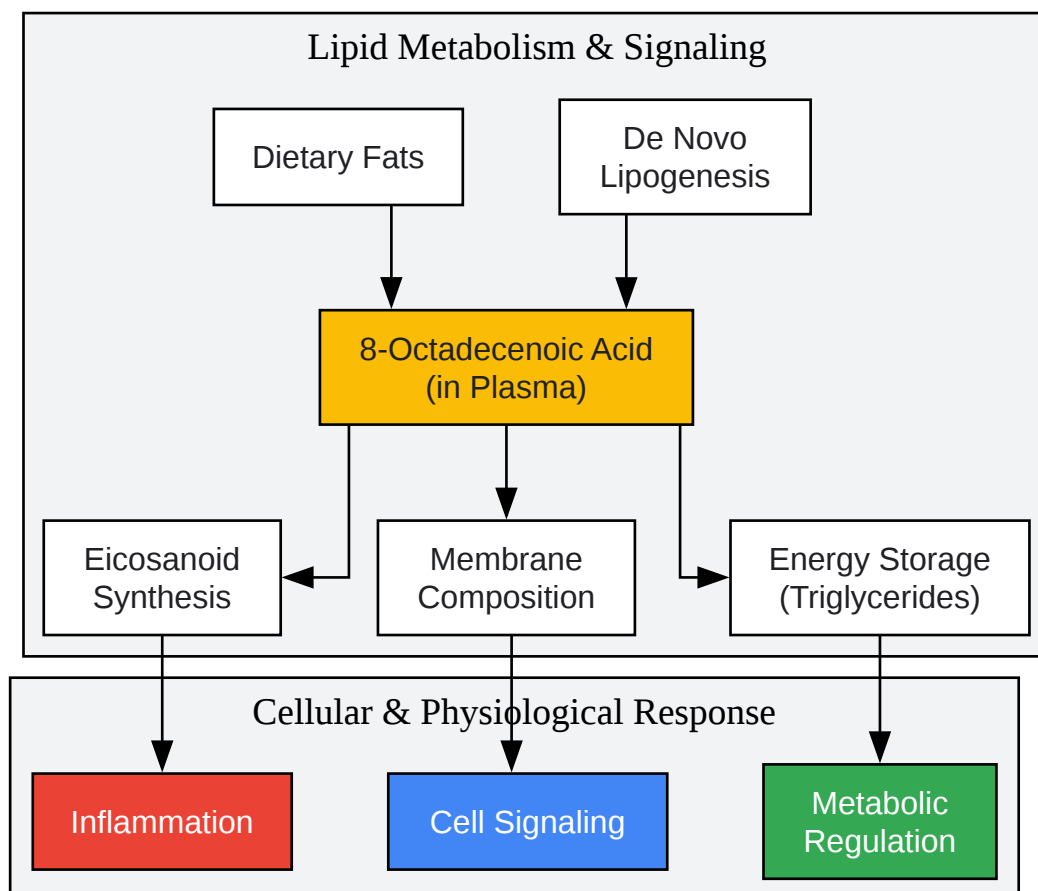 Lipid Metabolism & Signaling
Dietary Fats
De Novo
Lipogenesis
8-Octadecenoic Acid
(in Plasma)
Eicosanoid
Synthesis
Membrane
Composition
Energy Storage
(Triglycerides)
Cellular & Physiological Response
Inflammation
Cell Signaling
Metabolic
Regulation